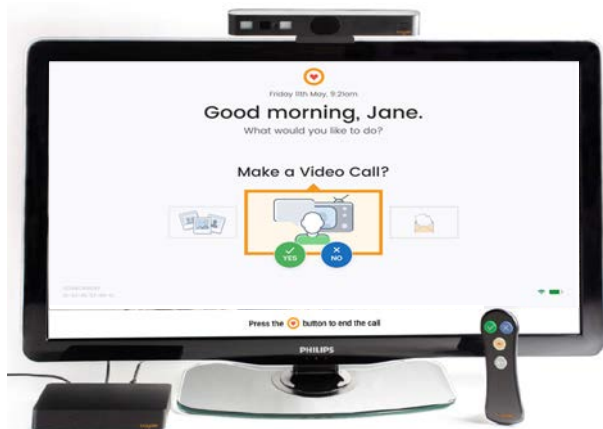 Friday 11th May, 9:21am
Good morning, Jane.
What would you like to do?
Make a Video Call?
YES
NO
Press the button to end the call
PHILIPS